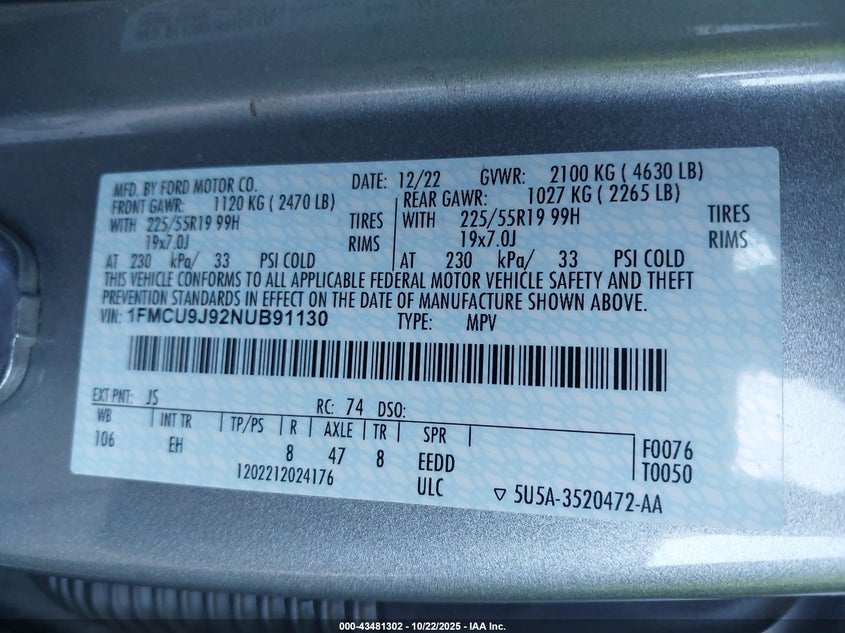 MFD. BY FORD MOTOR CO. DATE: 12/22 GVWR: 2100 KG ( 4630 LB)
FRONT GAWR: 1120 KG ( 2470 LB) REAR GAWR: 1027 KG ( 2265 LB)
WITH 225/55R19 99H TIRES WITH 225/55R19 99H TIRES
19x7.0J RIMS 19x7.0J RIMS
AT 230 kPa/ 33 PSI COLD AT 230 kPa/ 33 PSI COLD
THIS VEHICLE CONFORMS TO ALL APPLICABLE FEDERAL MOTOR VEHICLE SAFETY AND THEFT
PREVENTION STANDARDS IN EFFECT ON THE DATE OF MANUFACTURE SHOWN ABOVE.
VIN: 1FMCU9J92NUB91130 TYPE: MPV
EXT PNT: JS RC: 74 DSO:
WB INT TR TP/PS R AXLE TR SPR
106 EH 8 47 8 EEDD F0076
1202212024176 ULC T0050
5U5A-3520472-AA
000-43481302 - 10/22/2025 - IAA Inc.